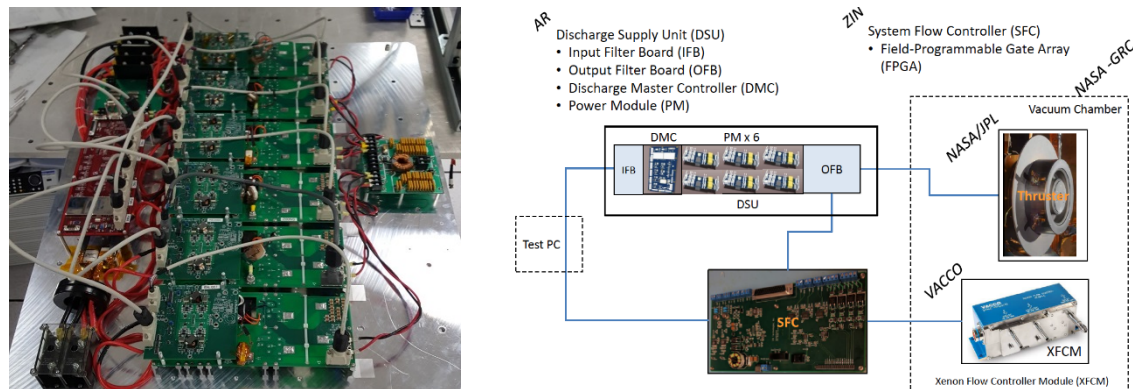 AR
Discharge Supply Unit (DSU)
• Input Filter Board (IFB)
• Output Filter Board (OFB)
• Discharge Master Controller (DMC)
• Power Module (PM)
ZIN
System Flow Controller (SFC)
• Field-Programmable Gate Array
(FPGA)
NASA -GRC
Vacuum Chamber
NASA/JPL
Thruster
DMC
PM x 6
IFB
OFB
DSU
Test PC
SFC
VACCO
VACCO
XFCM
Xenon Flow Controller Module (XFCM)